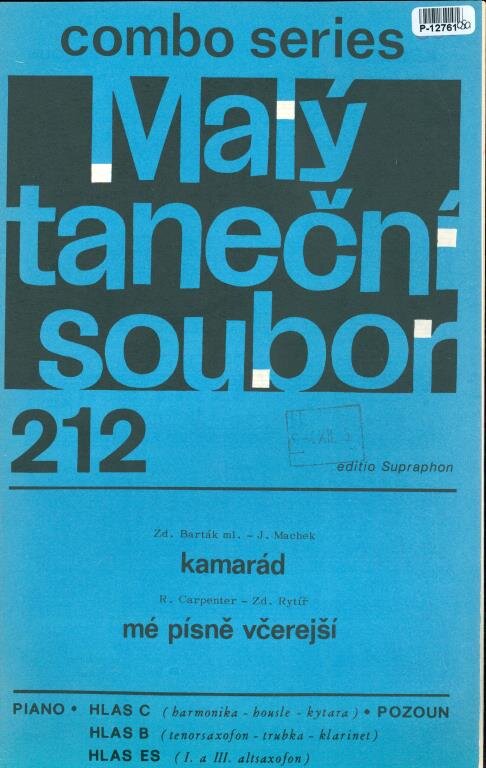 combo series
P-12761
Malý
taneční
soubor
212
editio Supraphon
Zd. Barták ml. - J. Machek
kamarád
R. Carpenter - Zd. Rytíř
mé písně včerejší
PIANO • HLAS C (harmonika - housle - kytara) • POZOUN
HLAS B (tenorsaxofon - trubka - klarinet)
HLAS ES (I. a III. altsaxofon)